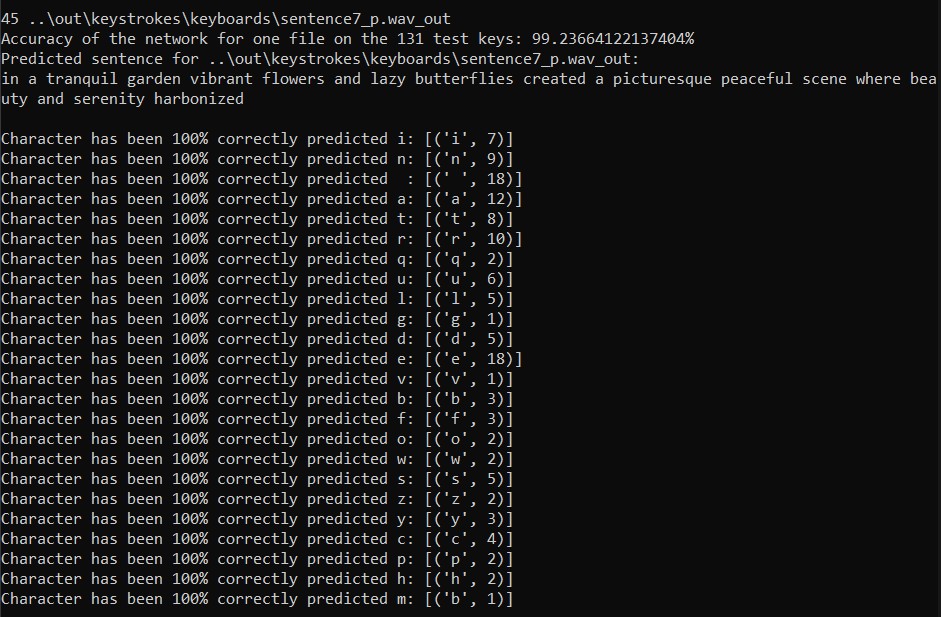 45 ..\out\keystrokes\keyboards\sentence7_p.wav_out
Accuracy of the network for one file on the 131 test keys: 99.23664122137404%
Predicted sentence for ..\out\keystrokes\keyboards\sentence7_p.wav_out:
in a tranquil garden vibrant flowers and lazy butterflies created a picturesque peaceful scene where bea
uty and serenity harbonized
Character has been 100% correctly predicted i: [('i', 7)]
Character has been 100% correctly predicted n: [('n', 9)]
Character has been 100% correctly predicted  : [(' ', 18)]
Character has been 100% correctly predicted a: [('a', 12)]
Character has been 100% correctly predicted t: [('t', 8)]
Character has been 100% correctly predicted r: [('r', 10)]
Character has been 100% correctly predicted q: [('q', 2)]
Character has been 100% correctly predicted u: [('u', 6)]
Character has been 100% correctly predicted l: [('l', 5)]
Character has been 100% correctly predicted g: [('g', 1)]
Character has been 100% correctly predicted d: [('d', 5)]
Character has been 100% correctly predicted e: [('e', 18)]
Character has been 100% correctly predicted v: [('v', 1)]
Character has been 100% correctly predicted b: [('b', 3)]
Character has been 100% correctly predicted f: [('f', 3)]
Character has been 100% correctly predicted o: [('o', 2)]
Character has been 100% correctly predicted w: [('w', 2)]
Character has been 100% correctly predicted s: [('s', 5)]
Character has been 100% correctly predicted z: [('z', 2)]
Character has been 100% correctly predicted y: [('y', 3)]
Character has been 100% correctly predicted c: [('c', 4)]
Character has been 100% correctly predicted p: [('p', 2)]
Character has been 100% correctly predicted h: [('h', 2)]
Character has been 100% correctly predicted m: [('b', 1)]